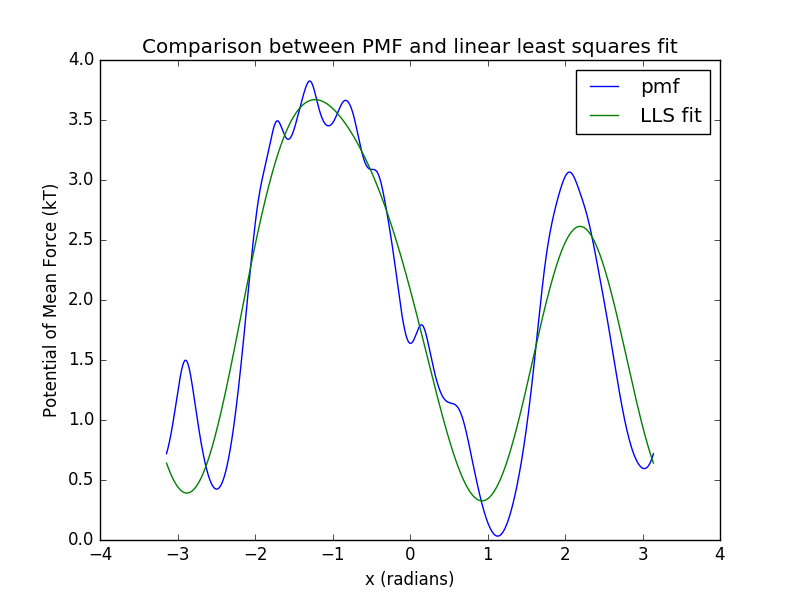 Comparison between PMF and linear least squares fit
pmf
LLS fit
Potential of Mean Force (kT)
4.0
3.5
3.0
2.5
2.0
1.5
1.0
0.5
0.0
−4 −3 −2 −1 0 1 2 3 4
x (radians)